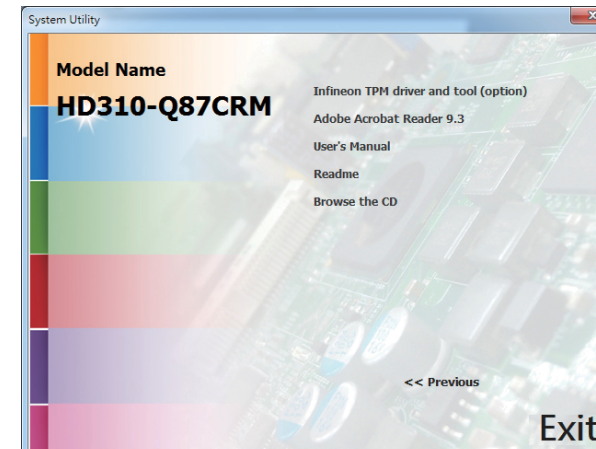 System Utility
Model Name
HD310-Q87CRM
Infineon TPM driver and tool (option)
Adobe Acrobat Reader 9.3
User's Manual
Readme
Browse the CD
<< Previous
Exit